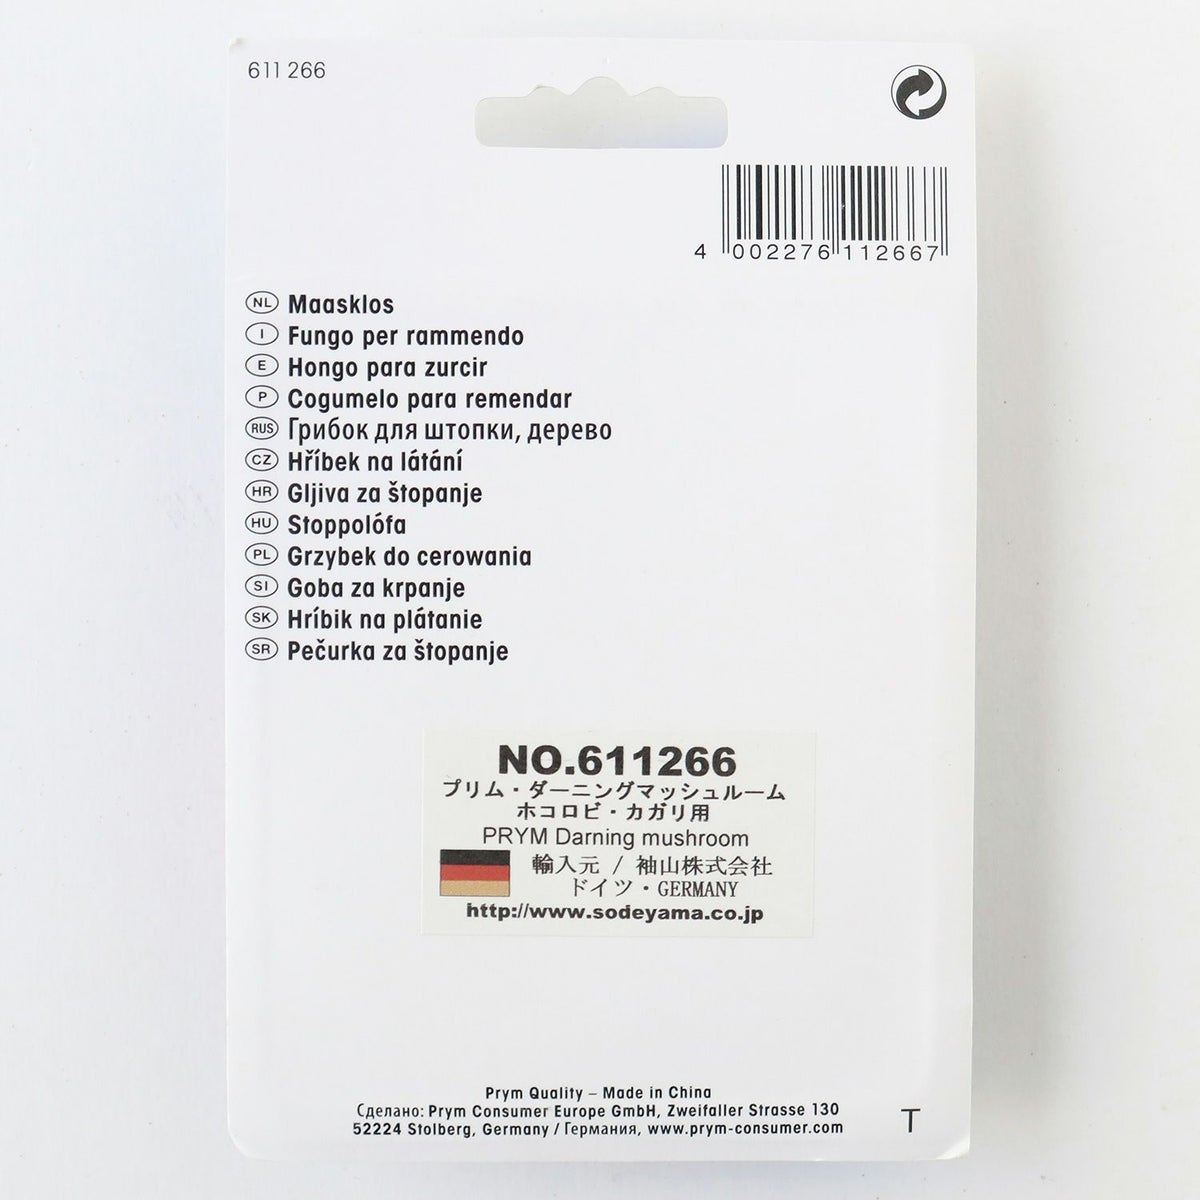 611 266
4 002276 112667
NL Maasklos
I Fungo per rammendo
E Hongo para zurcir
P Cogumelo para remendar
RUS Грибок для штопки, дерево
CZ Hříbek na látání
HR Gljiva za štopanje
HU Stoppolófa
PL Grzybek do cerowania
SI Goba za krpanje
SK Hríbik na plátanie
SR Pečurka za štopanje
NO.611266
プリム・ダーニングマッシュルーム
ホコロビ・カガリ用
PRYM Darning mushroom
輸入元 / 袖山株式会社
ドイツ・GERMANY
http://www.sodeyama.co.jp
Prym Quality – Made in China
Сделано: Prym Consumer Europe GmbH, Zweifaller Strasse 130
52224 Stolberg, Germany / Германия, www.prym-consumer.com
T